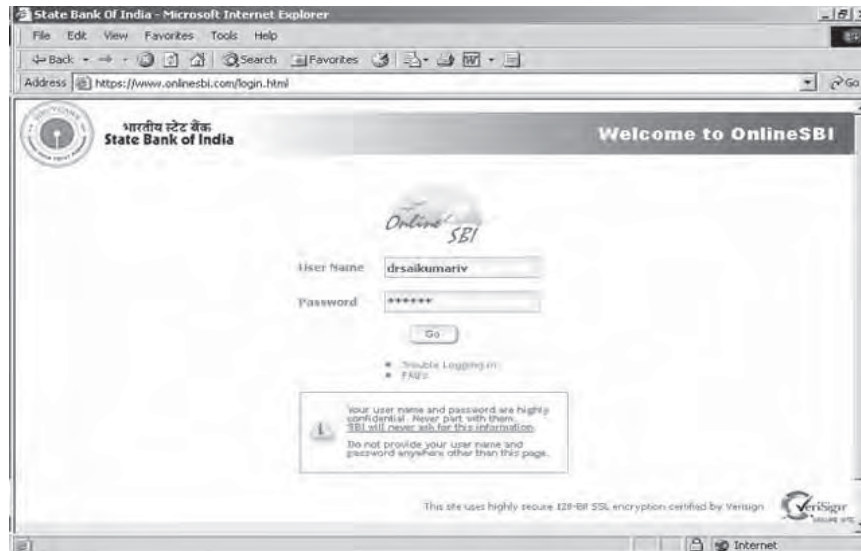 State Bank Of India - Microsoft Internet Explorer
File Edit View Favorites Tools Help
Back Search Favorites
Address https://www.onlinesbi.com/login.html Go
भारतीय स्टेट बैंक
State Bank of India
Welcome to OnlineSBI
Online SBI
User Name drsaikumariv
Password ******
Go
Trouble Logging in
FAQs
Your user name and password are highly
confidential. Never part with them.
SBI will never ask for this information.
Do not provide your user name and
password anywhere other than this page.
This site uses highly secure 128-Bit SSL encryption certified by Verisign
VeriSign
Internet